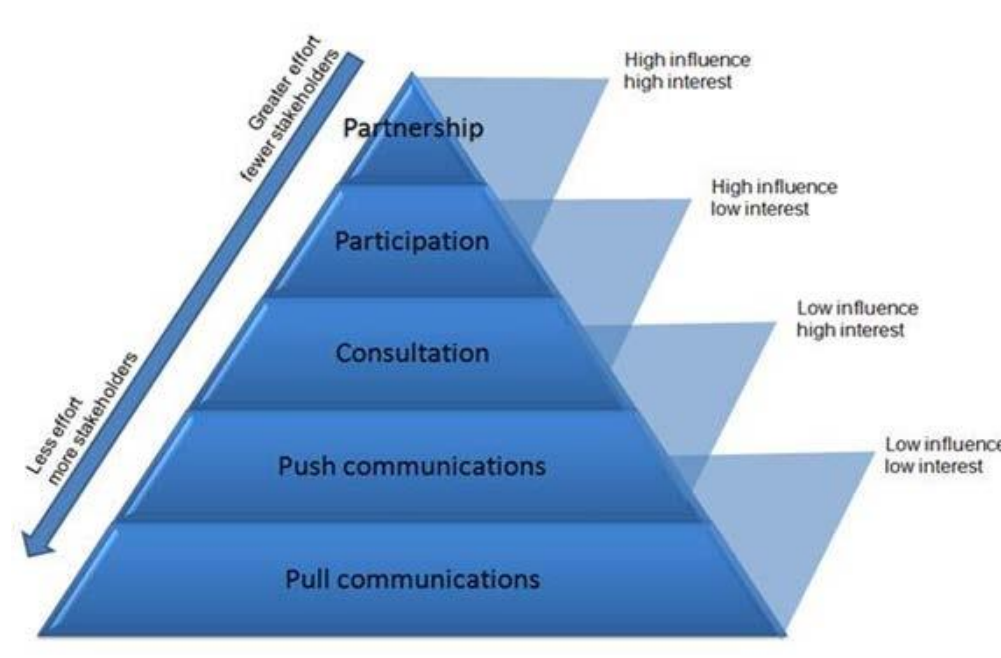 Greater effort
fewer stakeholders
High influence
high interest
Partnership
High influence
low interest
Participation
Low influence
high interest
Consultation
Less effort
more stakeholders
Low influence
low interest
Push communications
Pull communications